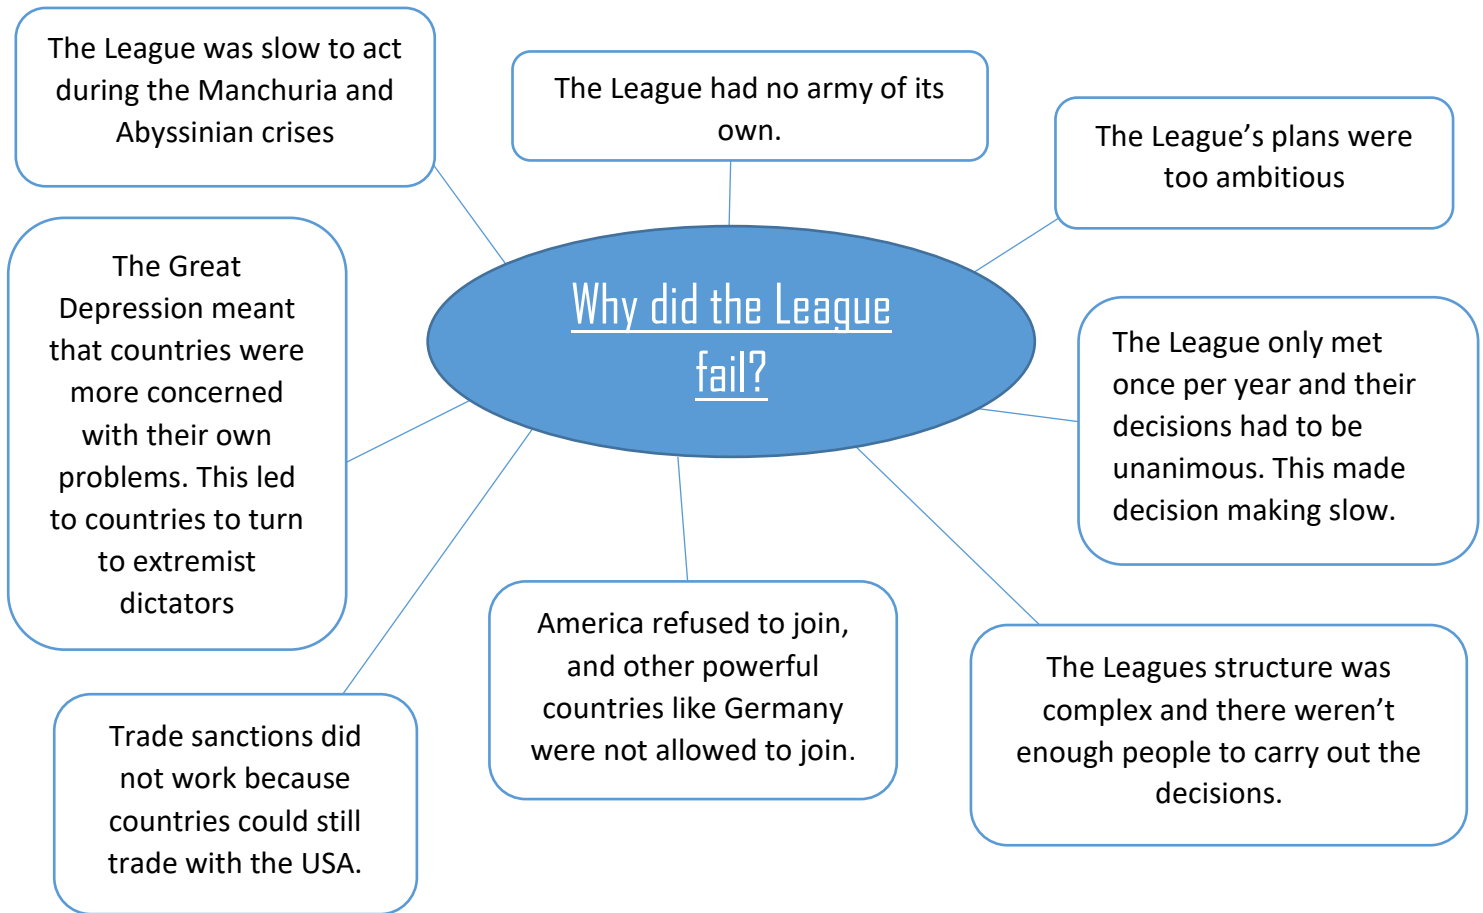 The League was slow to act
during the Manchuria and
Abyssinian crises
The League had no army of its
own.
The League’s plans were
too ambitious
The Great
Depression meant
that countries were
more concerned
with their own
problems. This led
to countries to turn
to extremist
dictators
Why did the League
fail?
The League only met
once per year and their
decisions had to be
unanimous. This made
decision making slow.
Trade sanctions did
not work because
countries could still
trade with the USA.
America refused to join,
and other powerful
countries like Germany
were not allowed to join.
The Leagues structure was
complex and there weren’t
enough people to carry out the
decisions.